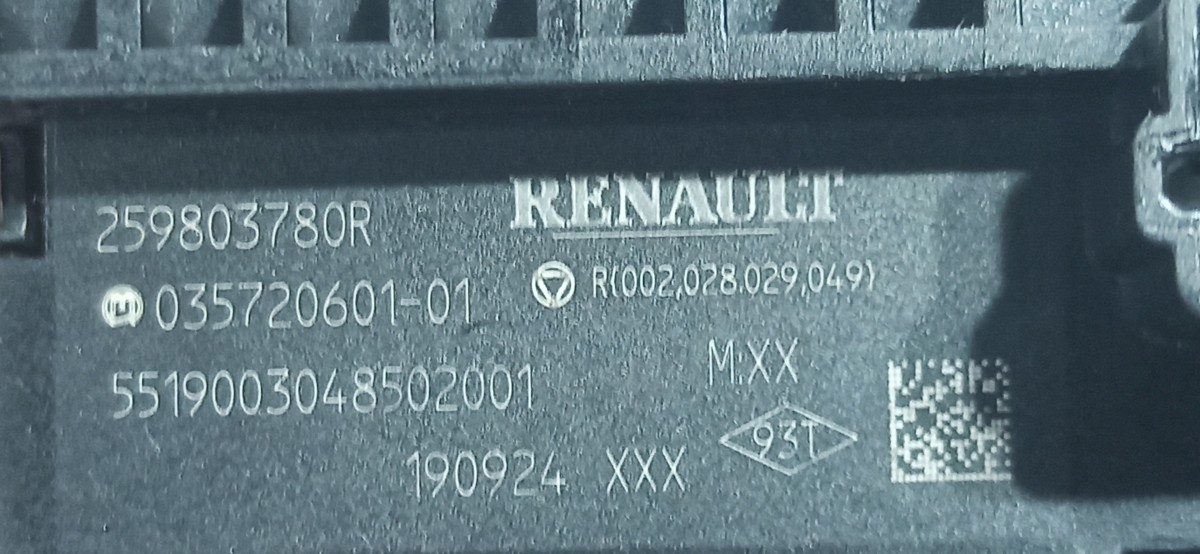 RENAULT
259803780R
R(002,028.029,049)
035720601-01
M:XX
5519003048502001
93T
190924 XXX